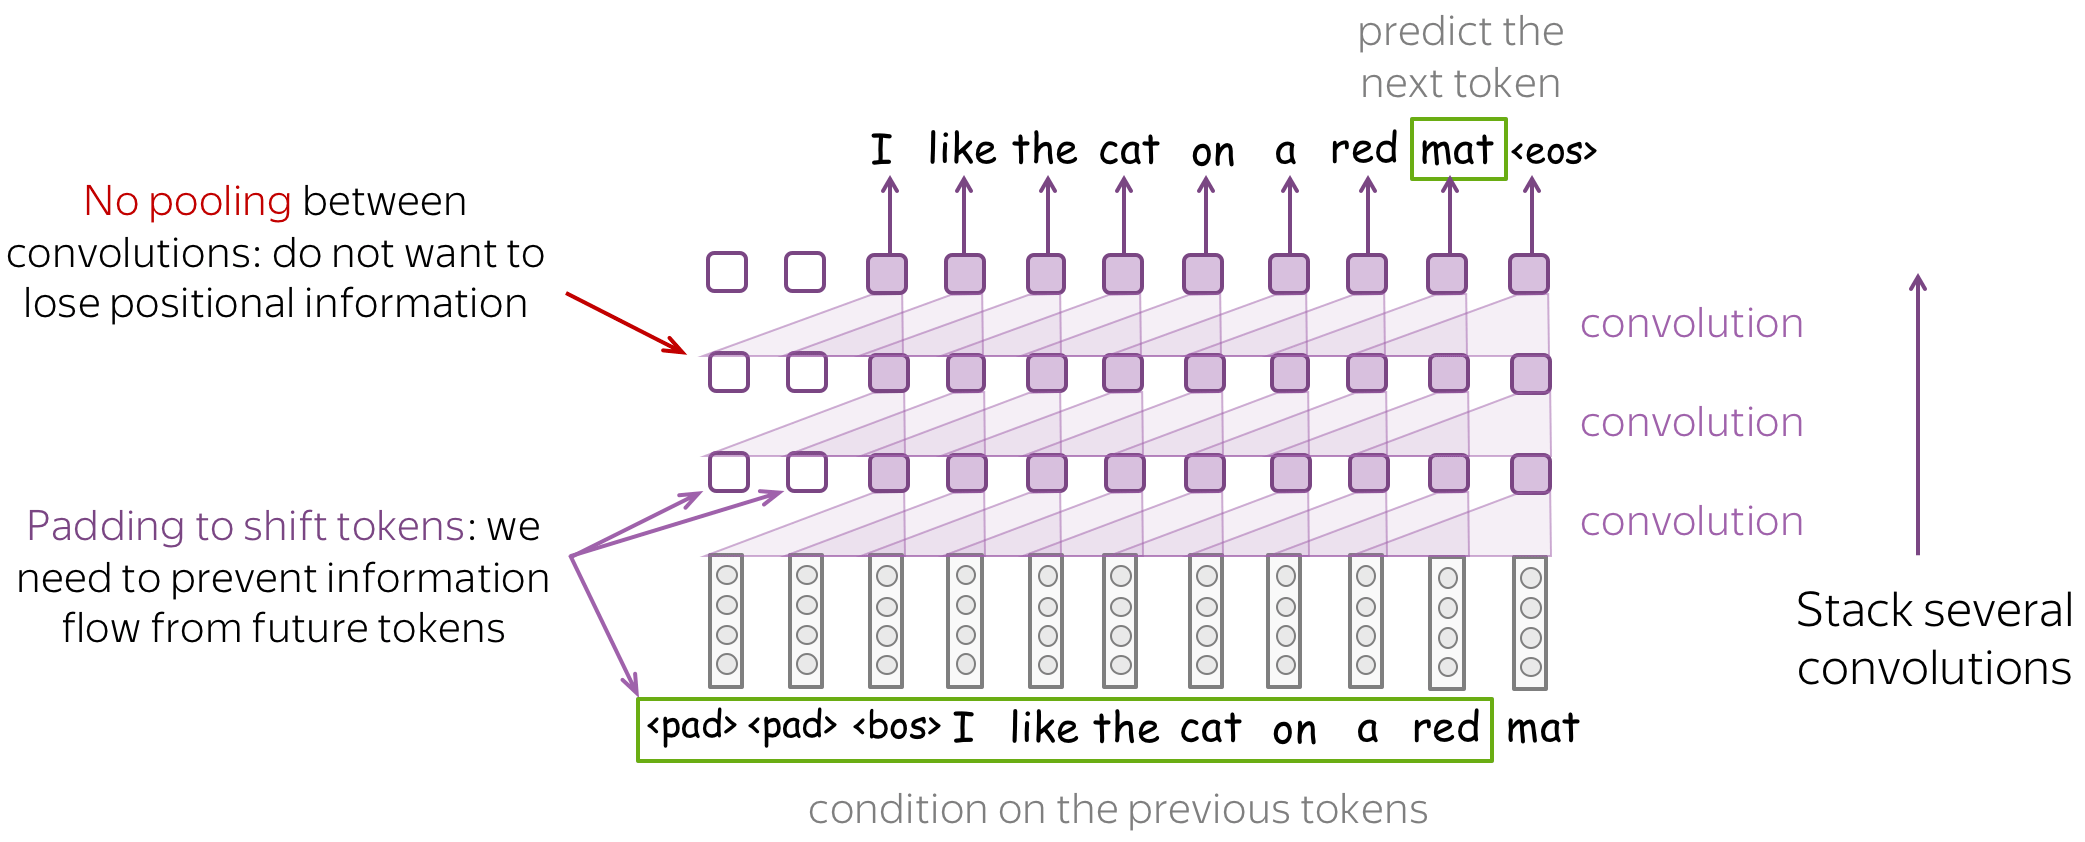 predict the
next token
I like the cat on a red mat <eos>
No pooling between
convolutions: do not want to
lose positional information
convolution
convolution
convolution
Padding to shift tokens: we
need to prevent information
flow from future tokens
Stack several
convolutions
<pad> <pad> <bos> I like the cat on a red mat
condition on the previous tokens